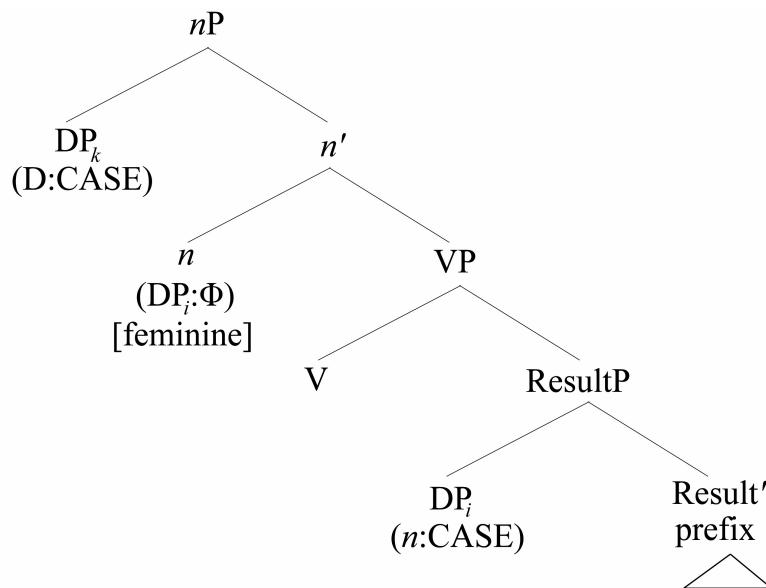 nP
DPk
(D:CASE)
n′
n
(DPi:Φ)
[feminine]
VP
V
ResultP
DPi
(n:CASE)
Result′
prefix